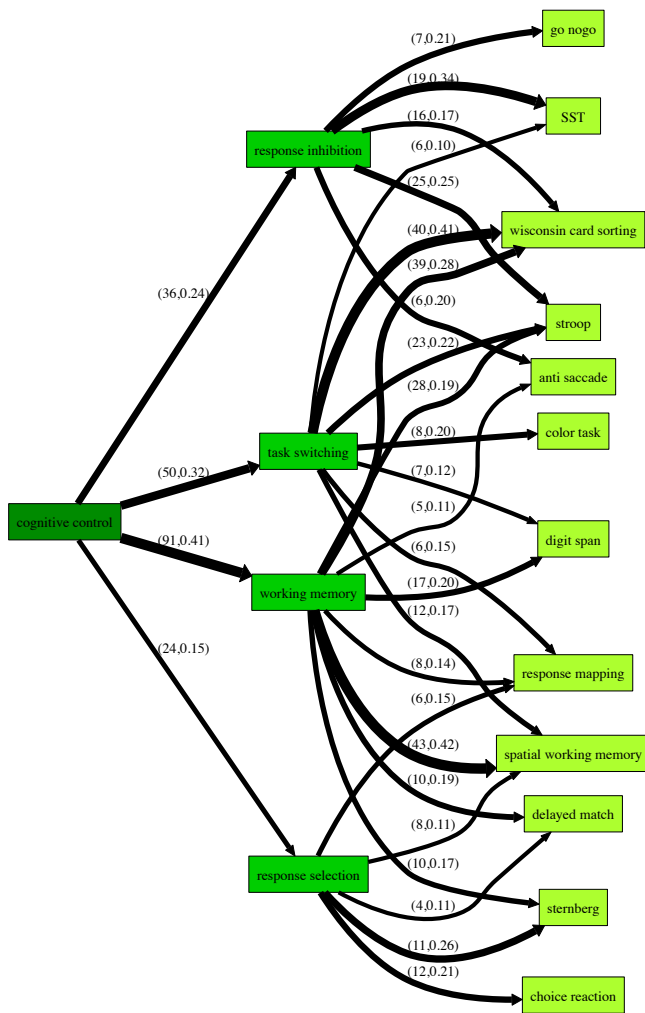 go nogo
(7,0.21)
(19,0.34)
SST
(16,0.17)
(6,0.10)
response inhibition
(25,0.25)
(40,0.41)
wisconsin card sorting
(39,0.28)
(36,0.24)
(6,0.20)
stroop
(23,0.22)
anti saccade
(28,0.19)
(8,0.20)
color task
task switching
(50,0.32)
(7,0.12)
(5,0.11)
cognitive control
digit span
(91,0.41)
(6,0.15)
(17,0.20)
working memory
(12,0.17)
(24,0.15)
(8,0.14)
response mapping
(6,0.15)
(43,0.42)
spatial working memory
(10,0.19)
delayed match
(8,0.11)
(10,0.17)
response selection
(4,0.11)
sternberg
(11,0.26)
(12,0.21)
choice reaction